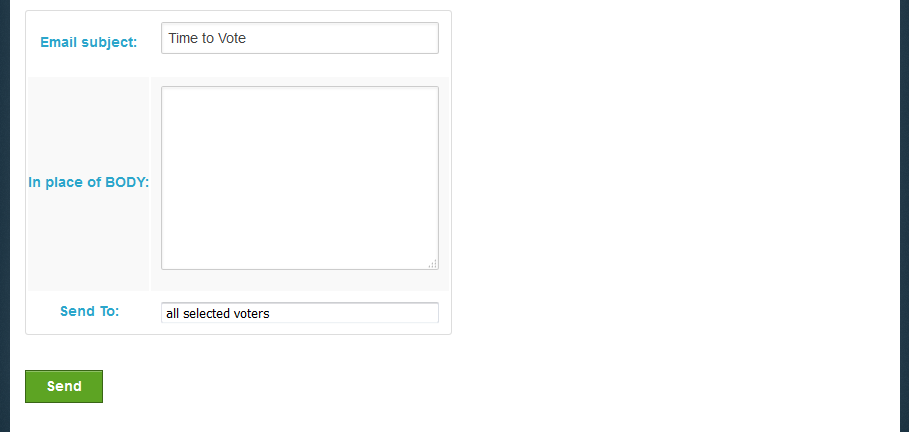 Email subject:
Time to Vote
In place of BODY:
Send To:
all selected voters
Send